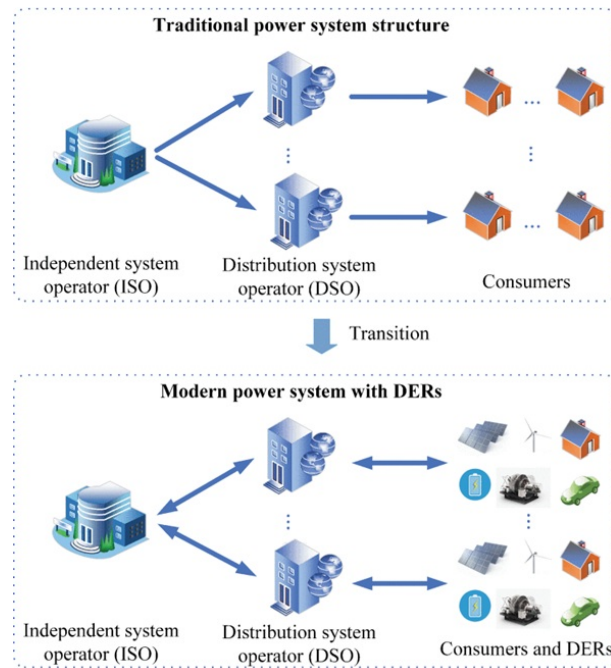 Traditional power system structure
Independent system
operator (ISO)
Distribution system
operator (DSO)
Consumers
Transition
Modern power system with DERs
Independent system
operator (ISO)
Distribution system
operator (DSO)
Consumers and DERs